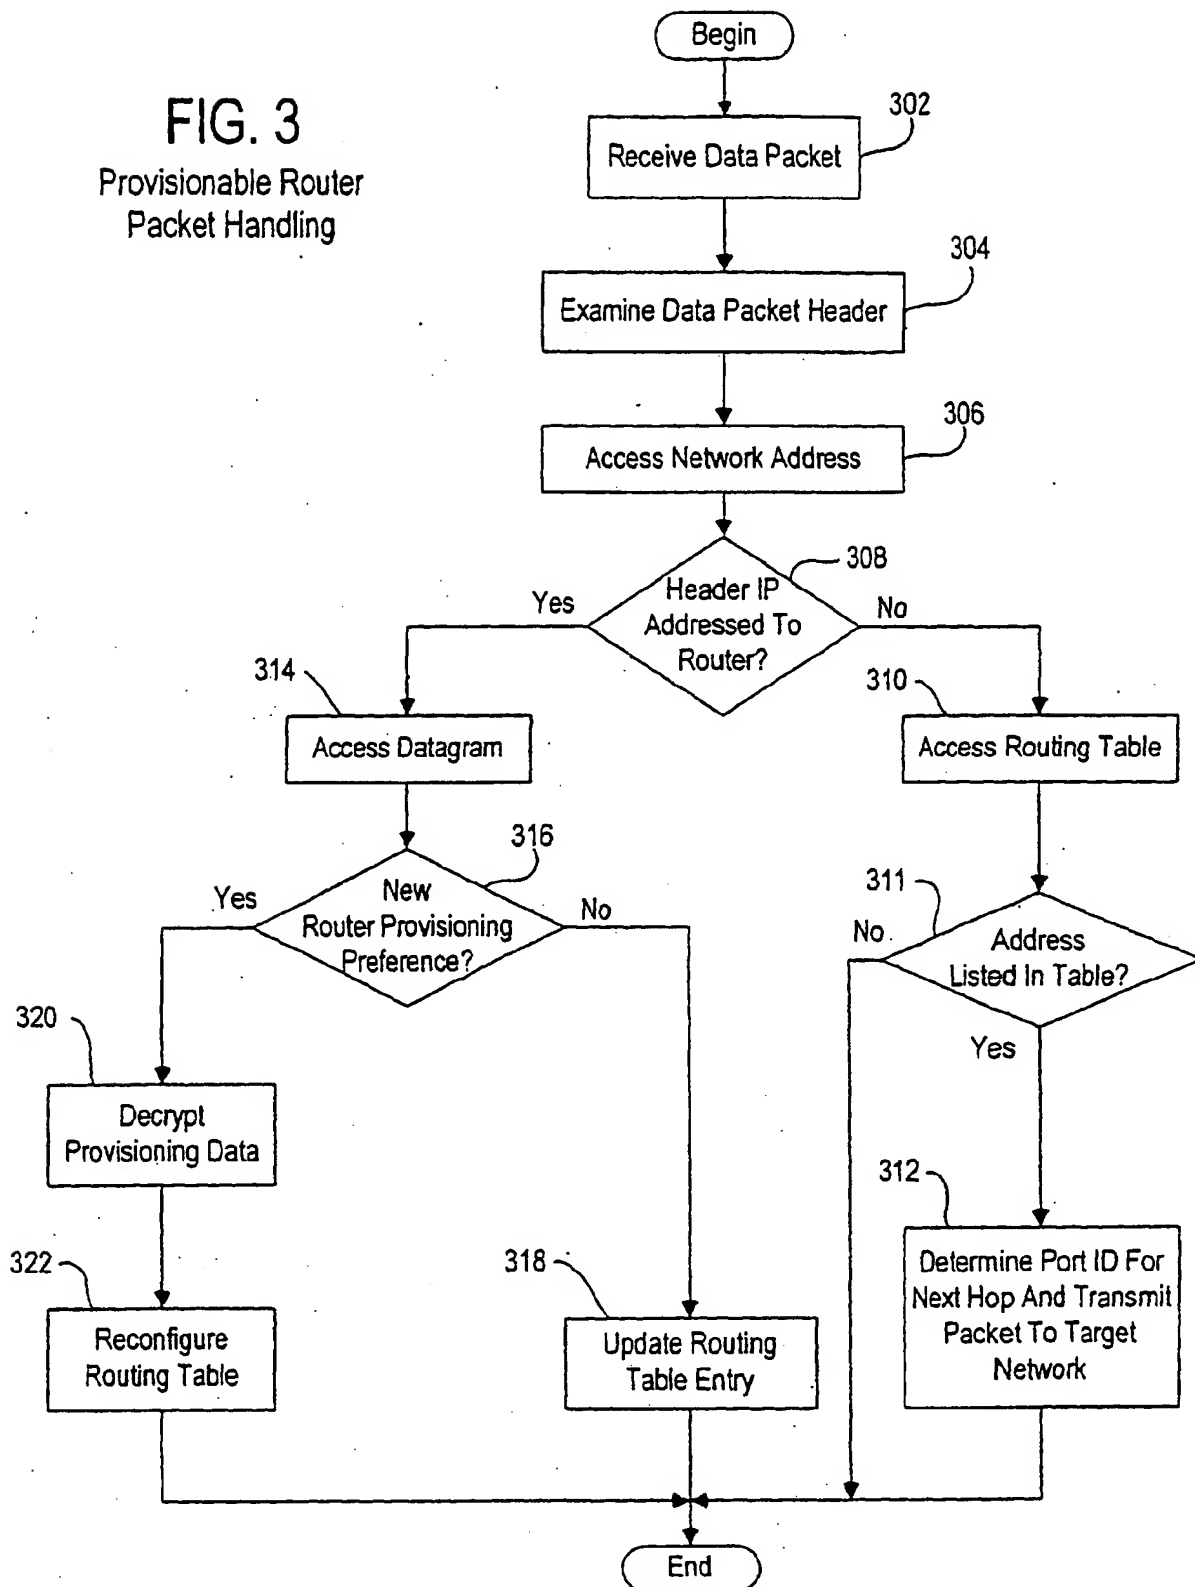 Begin
FIG. 3
Provisionable Router
Packet Handling
302
Receive Data Packet
304
Examine Data Packet Header
306
Access Network Address
308
Header IP
Addressed To
Router?
Yes
No
314
Access Datagram
310
Access Routing Table
316
New
Router Provisioning
Preference?
Yes
No
311
Address
Listed In Table?
No
Yes
320
Decrypt
Provisioning Data
312
Determine Port ID For
Next Hop And Transmit
Packet To Target
Network
322
Reconfigure
Routing Table
318
Update Routing
Table Entry
End